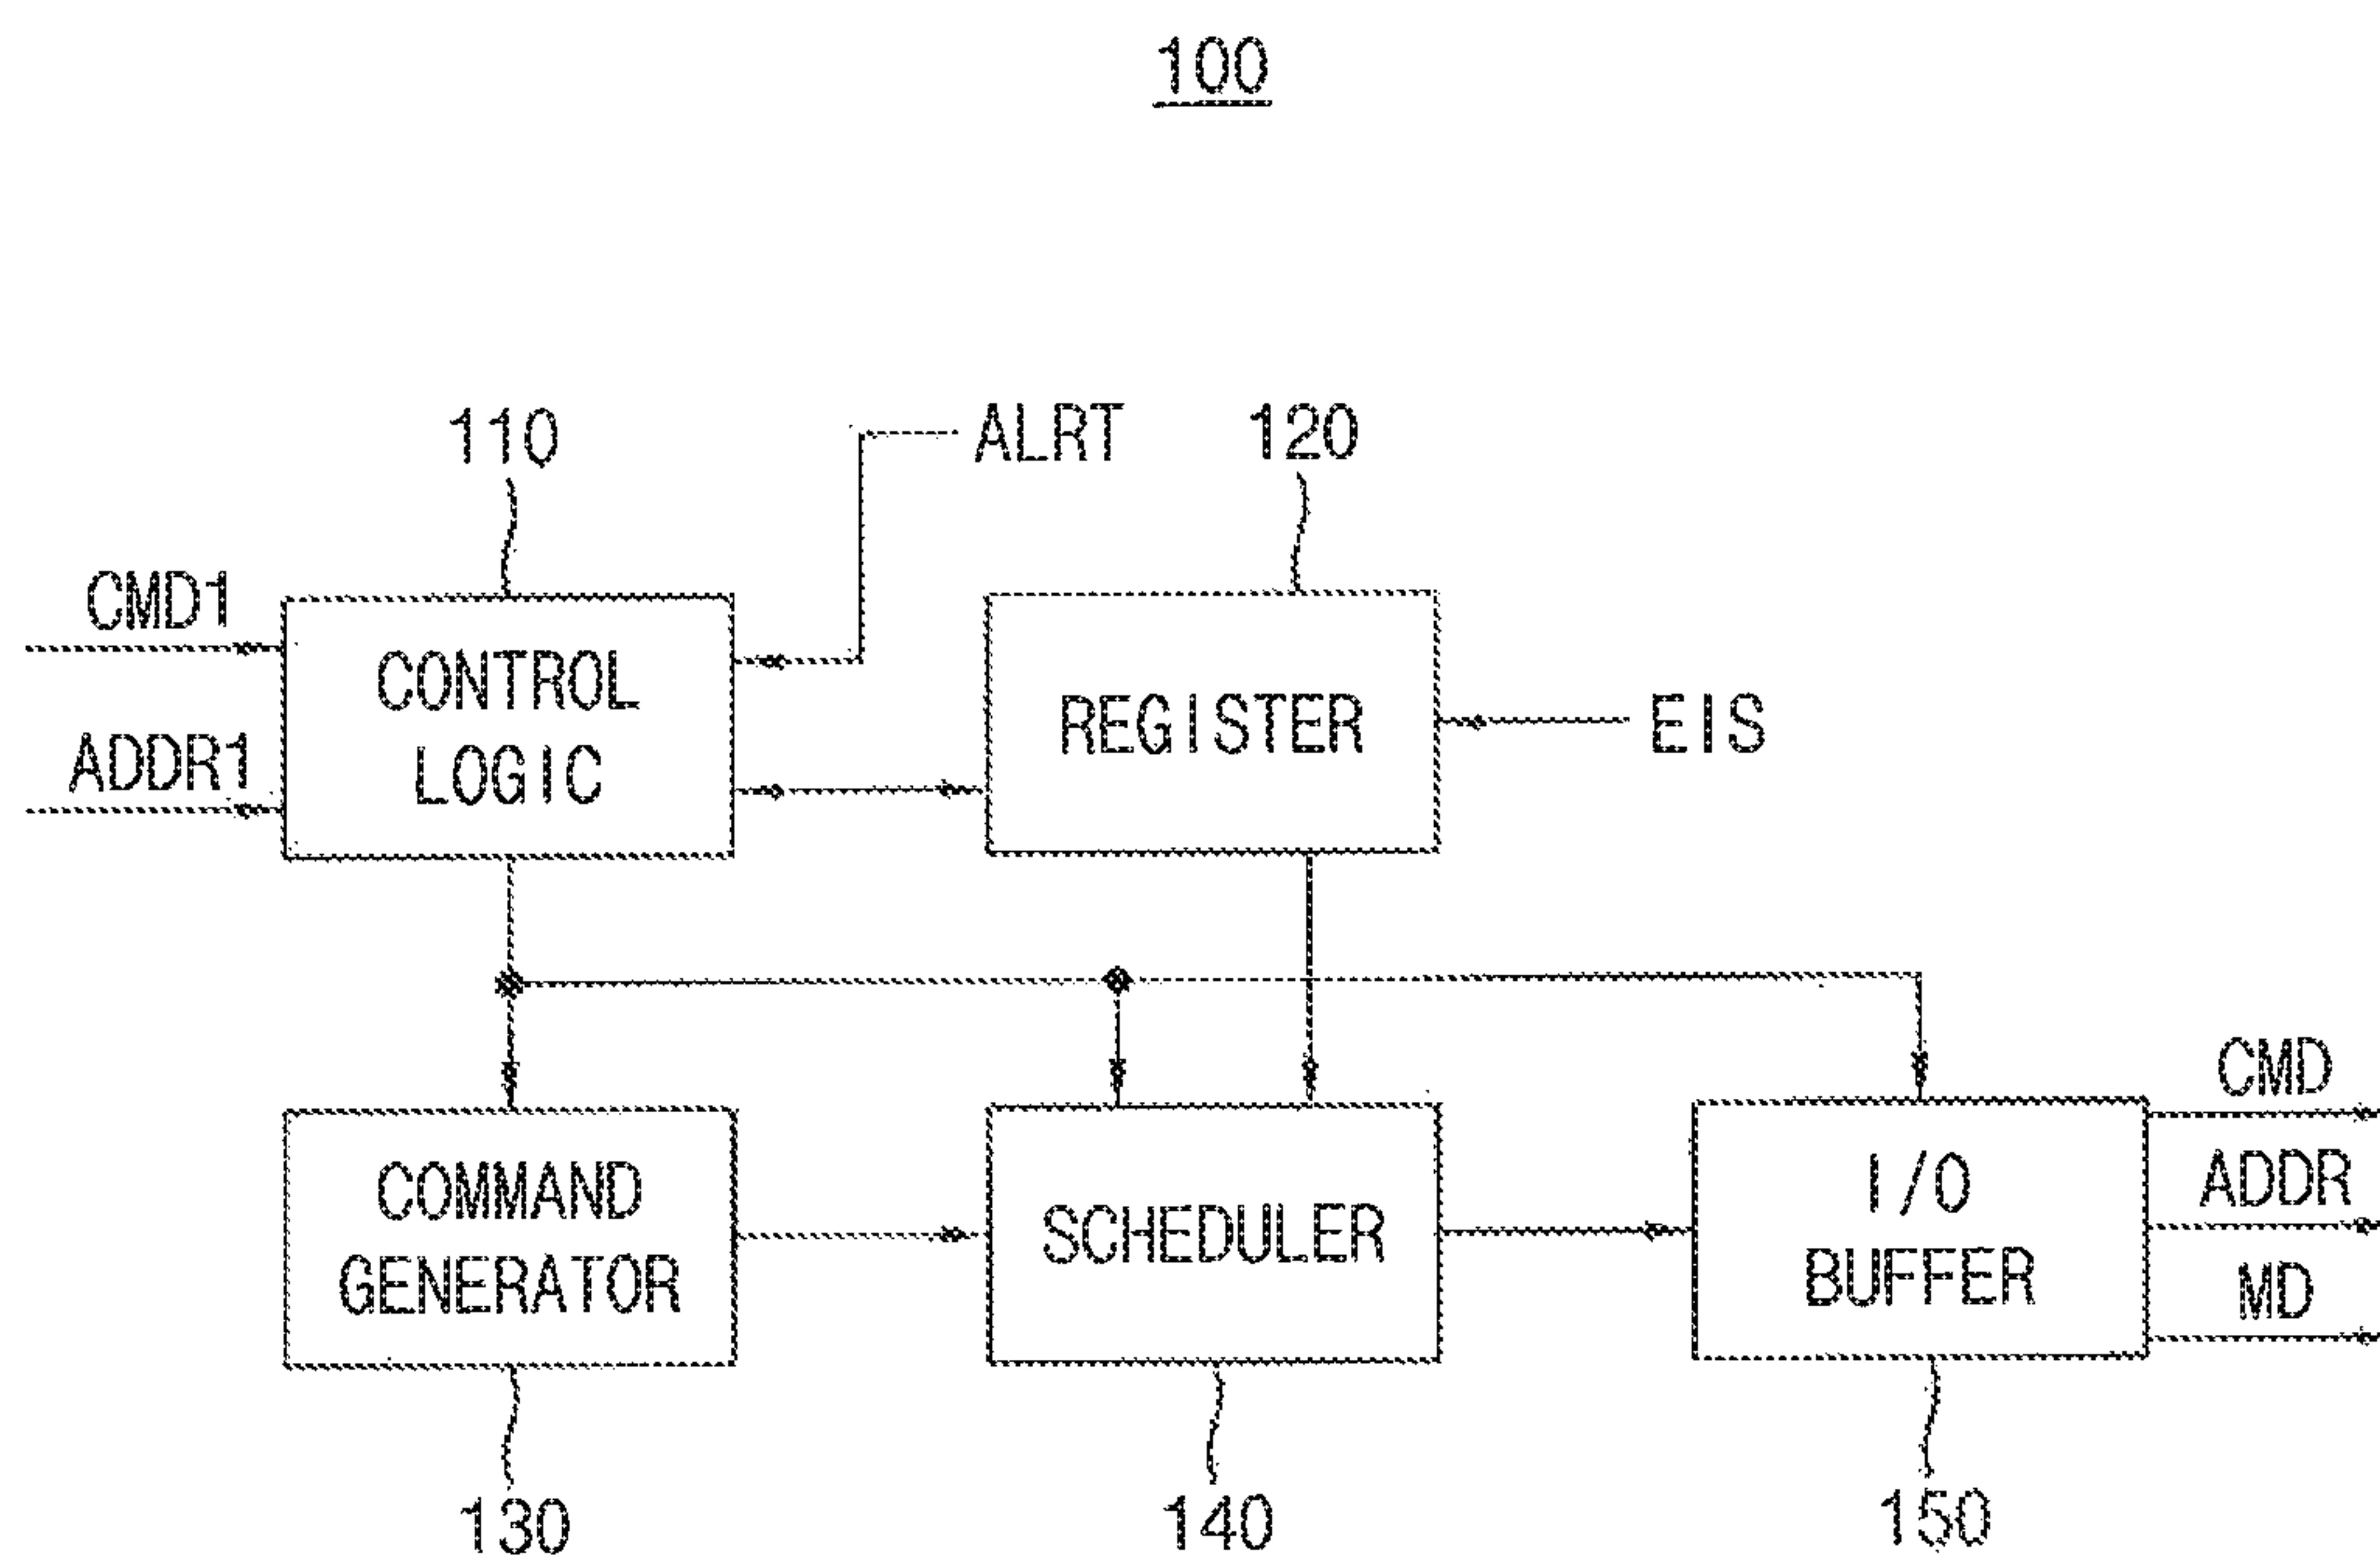 100
110
ALRT
120
CMD1
CONTROL
LOGIC
ADDR1
REGISTER
EIS
COMMAND
GENERATOR
SCHEDULER
I/O
BUFFER
CMD
ADDR
MD
130
140
150